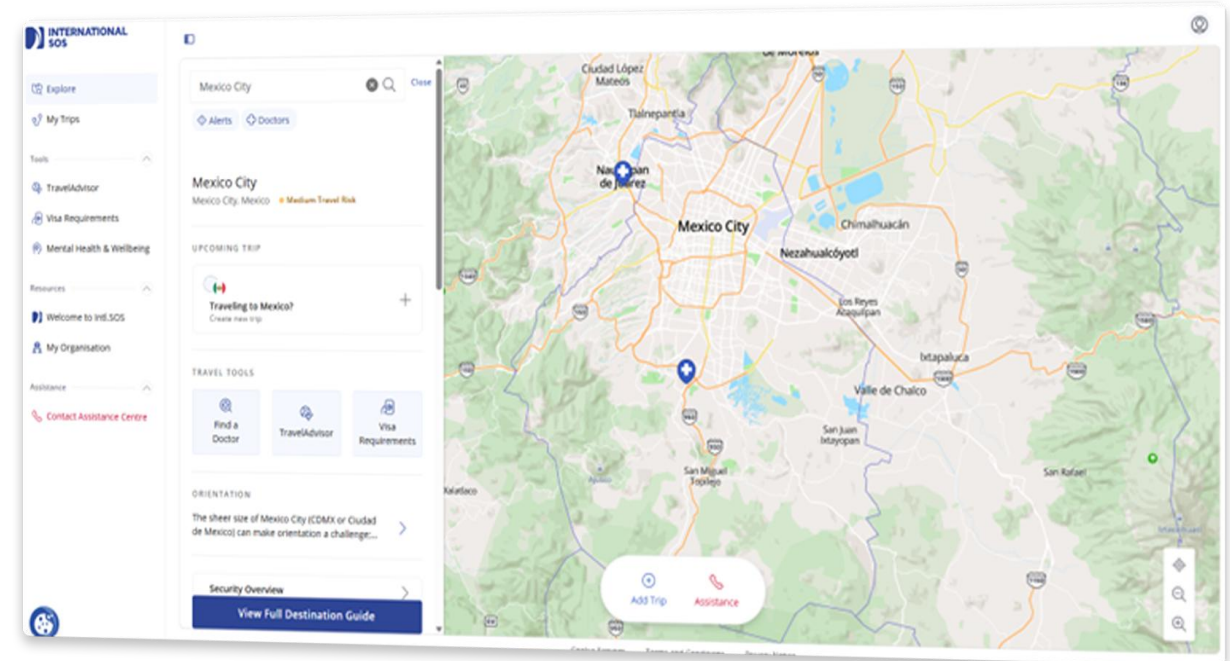 INTERNATIONAL
SOS
Explore
My Trips
Tools
TravelAdvisor
Visa Requirements
Mental Health & Wellbeing
Resources
Welcome to Intl.SOS
My Organisation
Assistance
Contact Assistance Centre
Mexico City
Close
Alerts
Doctors
Mexico City
Mexico City, Mexico
Medium Travel Risk
UPCOMING TRIP
Traveling to Mexico?
Create new trip
TRAVEL TOOLS
Find a
Doctor
TravelAdvisor
Visa
Requirements
ORIENTATION
The sheer size of Mexico City (CDMX or Ciudad
de Mexico) can make orientation a challenge:...
Security Overview
View Full Destination Guide
de Morelos
Ciudad López
Mateos
Tlalnepantla
de Juárez
Mexico City
Chimalhuacán
Nezahualcóyotl
Los Reyes
Ixtapaluca
Valle de Chalco
San Juan
Ixtayopan
San Miguel
Topilejo
San Rafael
Xalatlaco
Add Trip
Assistance